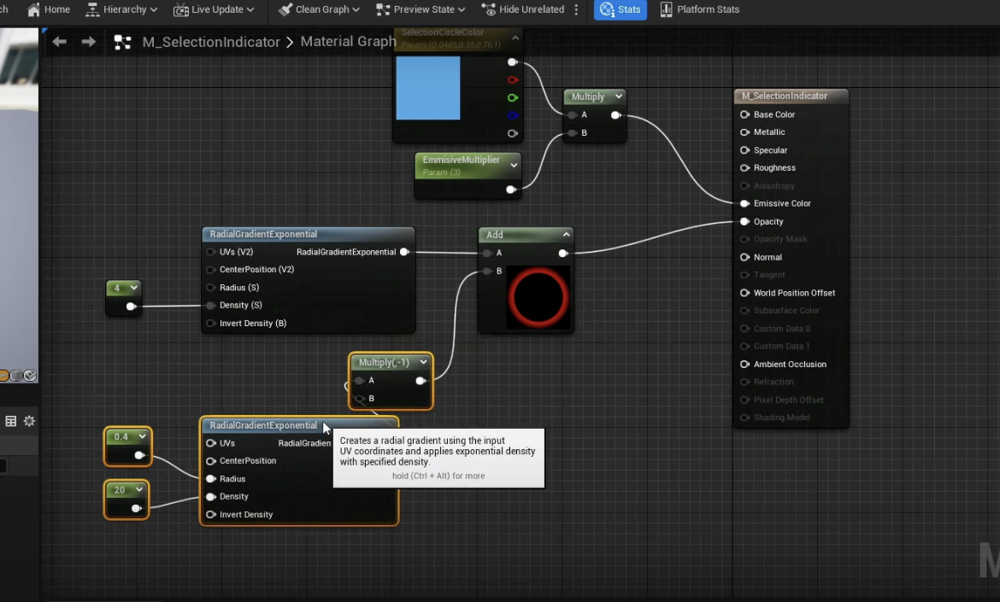 ch Home Hierarchy Live Update Clean Graph Preview State Hide Unrelated Stats Platform Stats
M_SelectionIndicator > Material Graph
SelectionCircleColor
Param (0.0485,0.35,0.76,1)
Multiply
A
B
EmmisiveMultiplier
Param (3)
M_SelectionIndicator
Base Color
Metallic
Specular
Roughness
Anisotropy
Emissive Color
Opacity
Opacity Mask
Normal
Tangent
World Position Offset
Subsurface Color
Custom Data 0
Custom Data 1
Ambient Occlusion
Refraction
Pixel Depth Offset
Shading Model
RadialGradientExponential
UVs (V2) RadialGradientExponential
CenterPosition (V2)
Radius (S)
Density (S)
Invert Density (B)
4
Add
A
B
Multiply(,-1)
A
B
0.4
20
RadialGradientExponential
UVs RadialGradien
CenterPosition
Radius
Density
Invert Density
Creates a radial gradient using the input
UV coordinates and applies exponential density
with specified density.
hold (Ctrl + Alt) for more
M